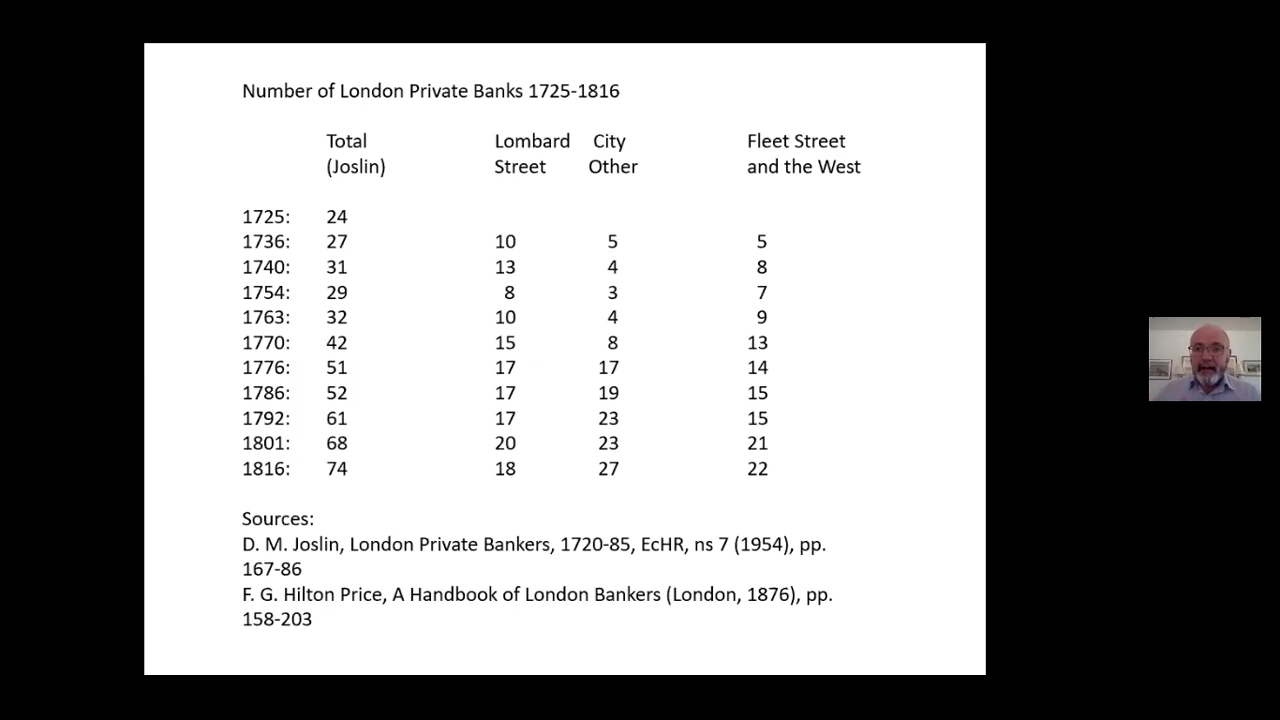 Number of London Private Banks 1725-1816
Total Lombard City Fleet Street
(Joslin) Street Other and the West
1725: 24
1736: 27 10 5 5
1740: 31 13 4 8
1754: 29 8 3 7
1763: 32 10 4 9
1770: 42 15 8 13
1776: 51 17 17 14
1786: 52 17 19 15
1792: 61 17 23 15
1801: 68 20 23 21
1816: 74 18 27 22
Sources:
D. M. Joslin, London Private Bankers, 1720-85, EcHR, ns 7 (1954), pp.
167-86
F. G. Hilton Price, A Handbook of London Bankers (London, 1876), pp.
158-203